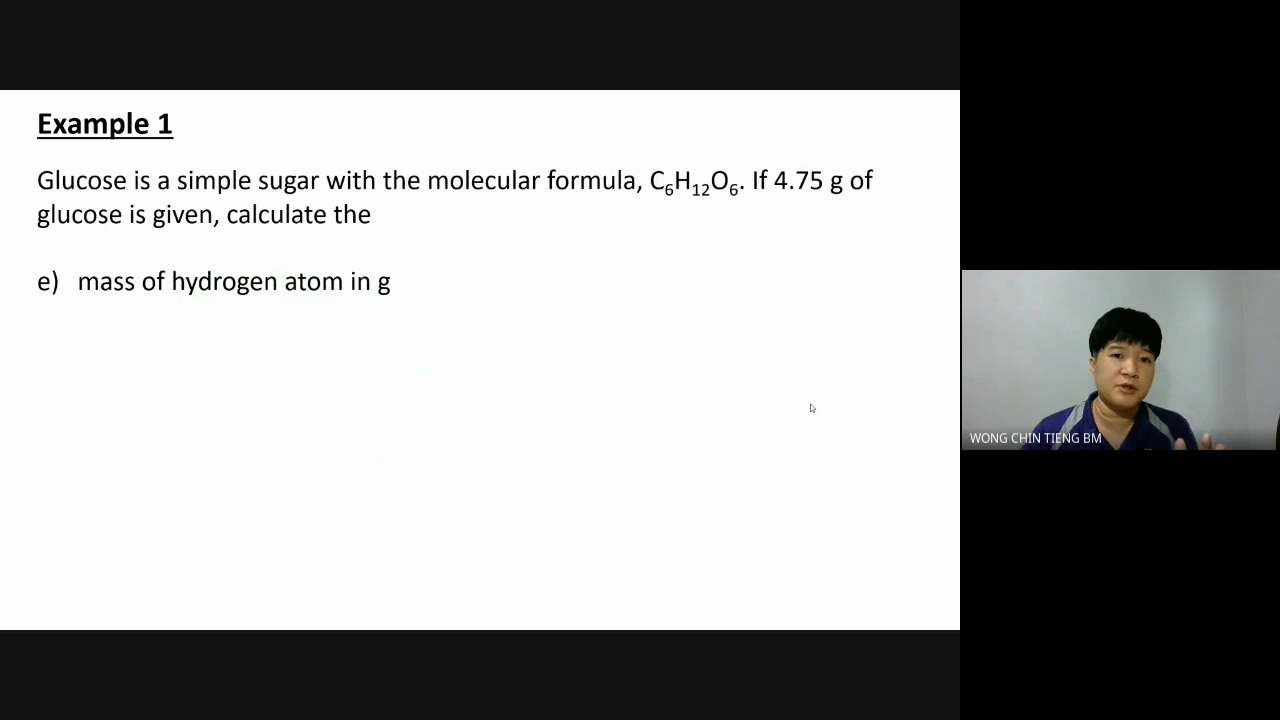 Example 1
Glucose is a simple sugar with the molecular formula, C₆H₁₂O₆. If 4.75 g of
glucose is given, calculate the
e) mass of hydrogen atom in g
WONG CHIN TIENG BM